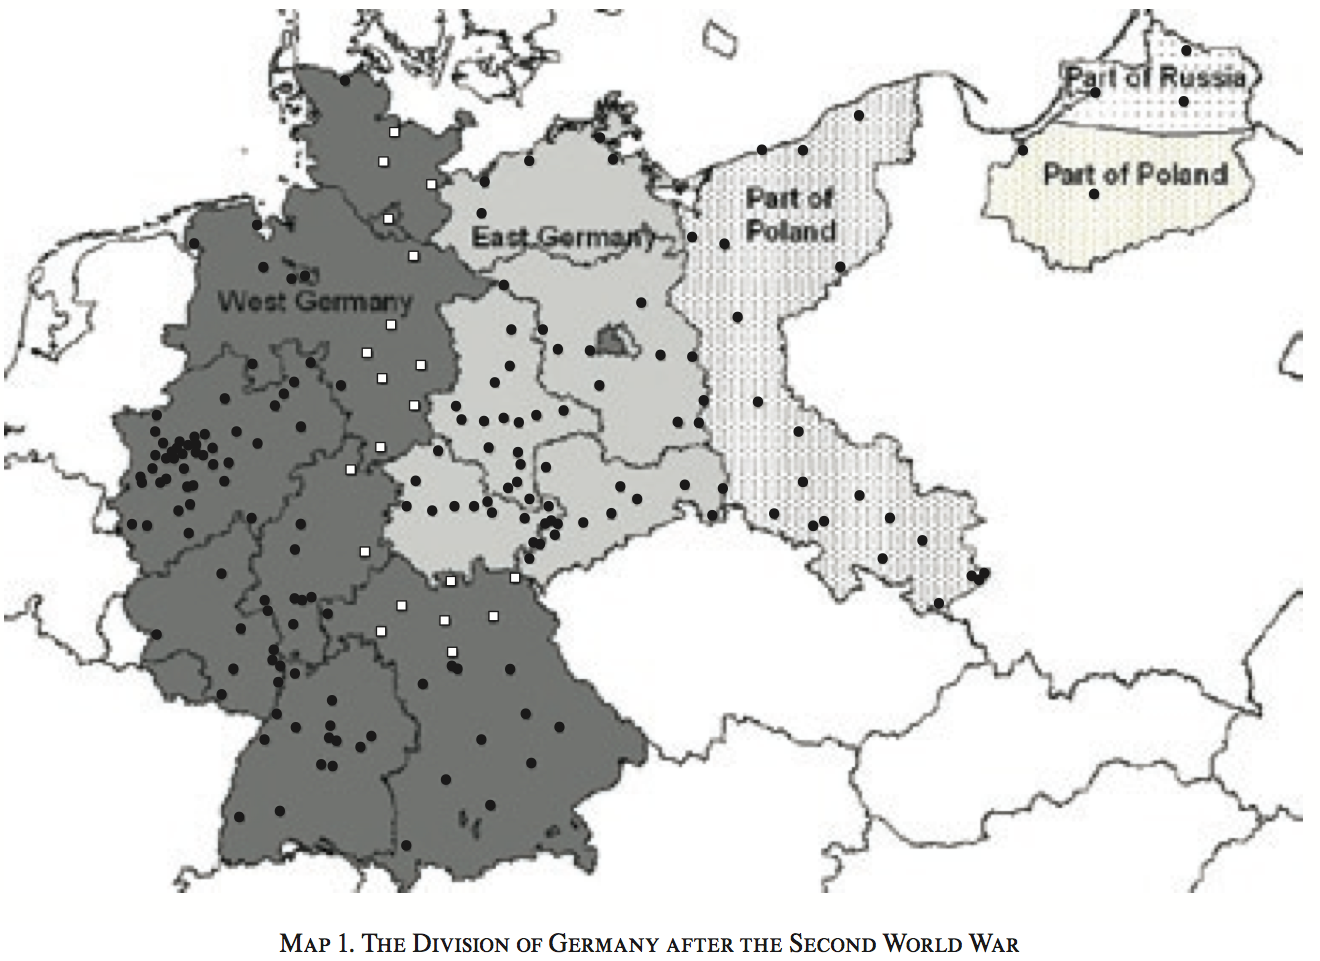 Part of Russia
Part of Poland
Part of
Poland
East Germany
West Germany
MAP 1. THE DIVISION OF GERMANY AFTER THE SECOND WORLD WAR